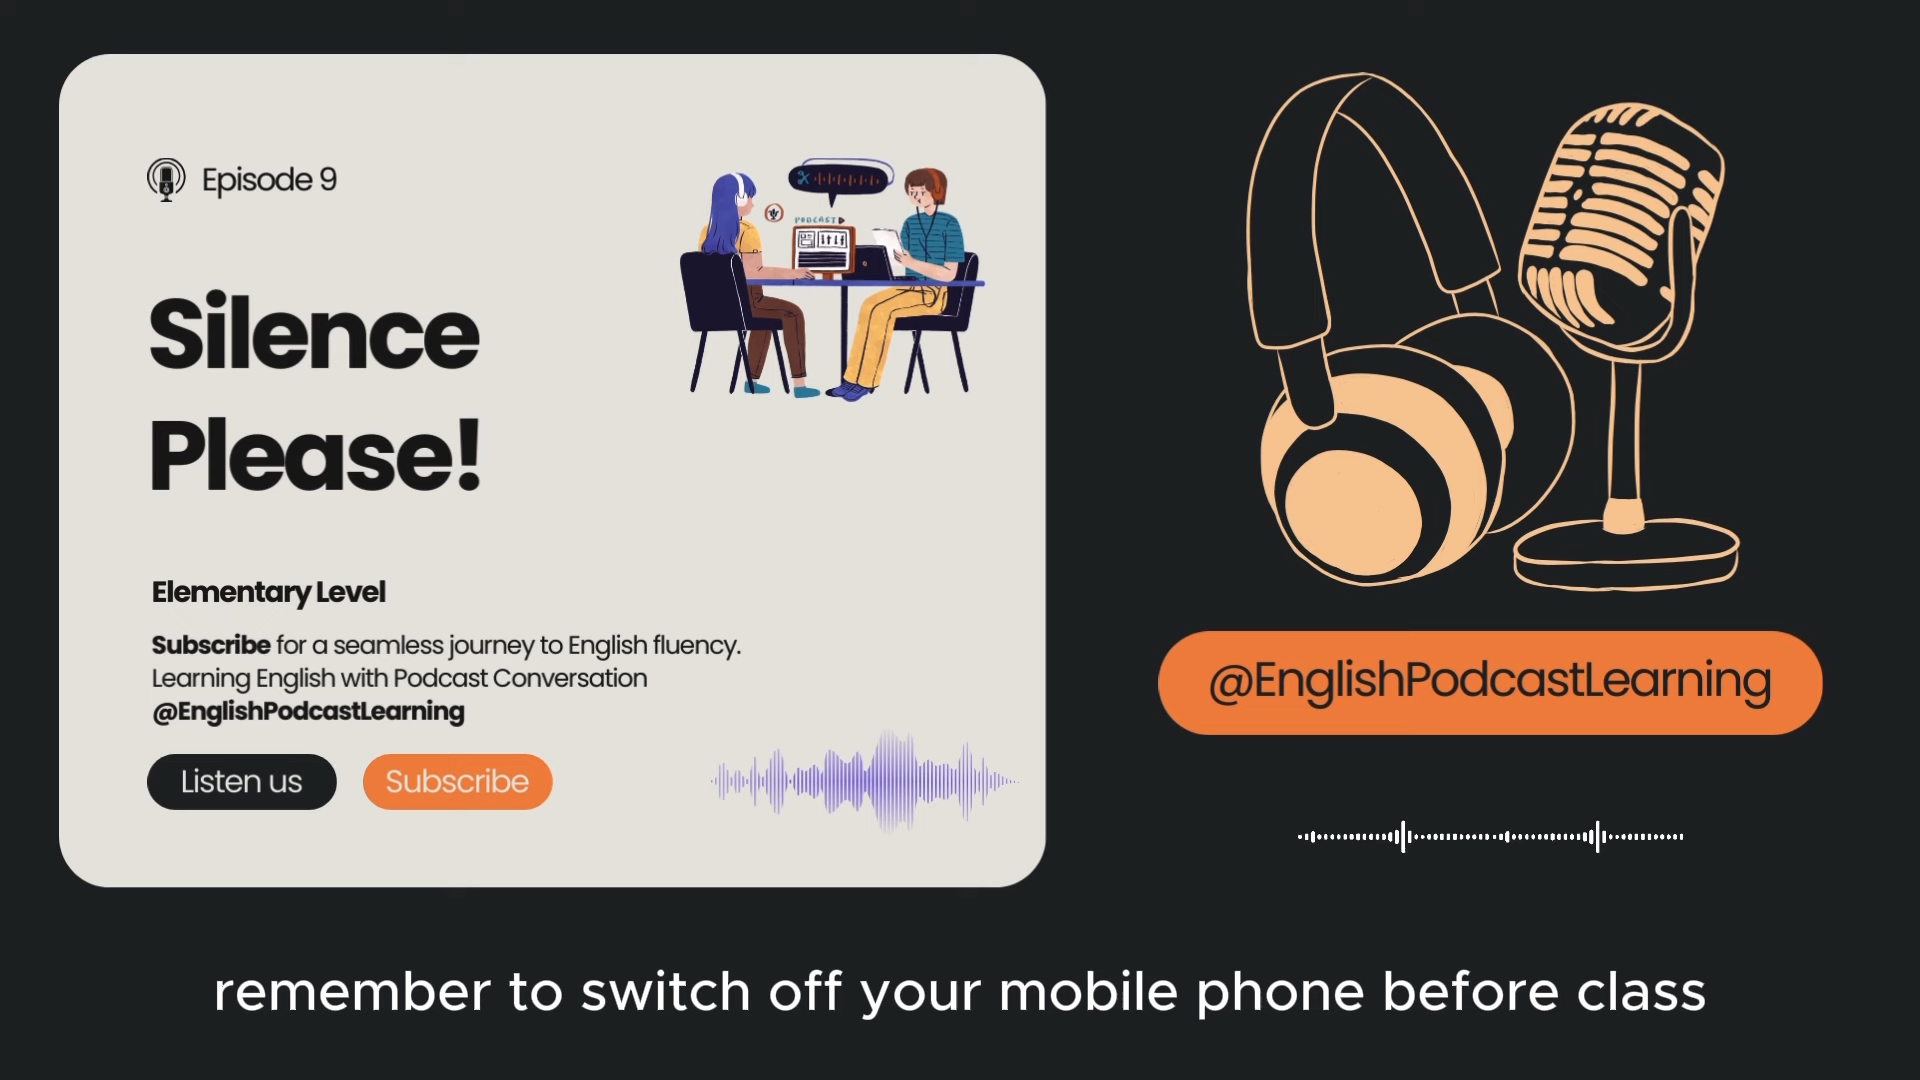 Episode 9
PODCAST
Silence
Please!
Elementary Level
Subscribe for a seamless journey to English fluency.
Learning English with Podcast Conversation
@EnglishPodcastLearning
Listen us
Subscribe
@EnglishPodcastLearning
remember to switch off your mobile phone before class